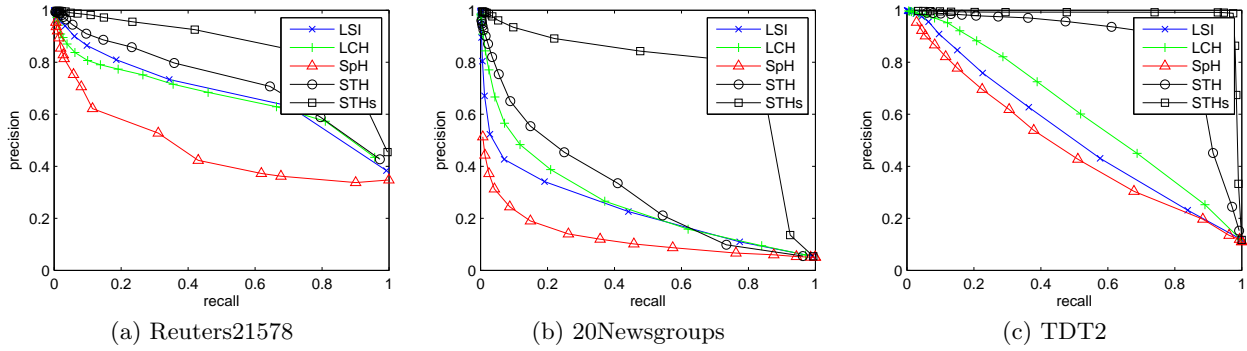 1
0.8
0.6
0.4
0.2
0
0 0.2 0.4 0.6 0.8 1
precision
recall
LSI
LCH
SpH
STH
STHs
(a) Reuters21578
1
0.8
0.6
0.4
0.2
0
0 0.2 0.4 0.6 0.8 1
precision
recall
LSI
LCH
SpH
STH
STHs
(b) 20Newsgroups
1
0.8
0.6
0.4
0.2
0
0 0.2 0.4 0.6 0.8 1
precision
recall
LSI
LCH
SpH
STH
STHs
(c) TDT2